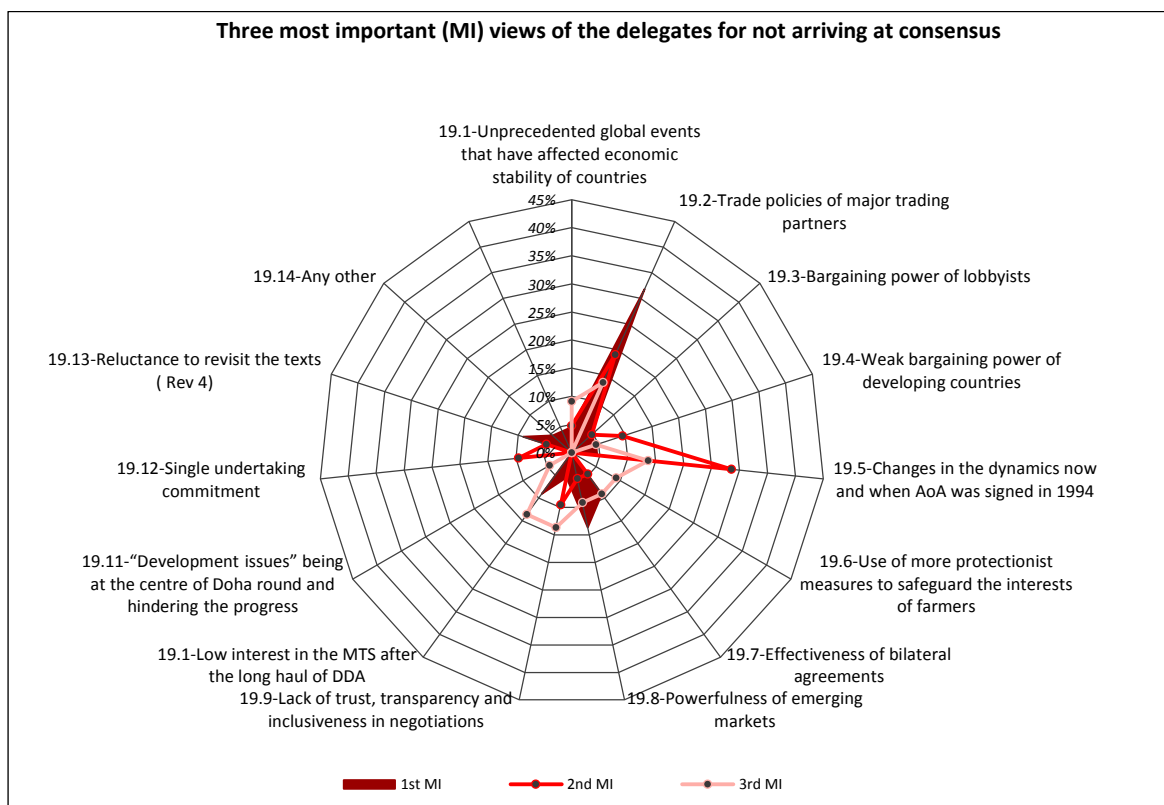 Three most important (MI) views of the delegates for not arriving at consensus
19.1-Unprecedented global events
that have affected economic
stability of countries
45%
40%
35%
30%
25%
20%
15%
10%
5%
0%
19.2-Trade policies of major trading
partners
19.3-Bargaining power of lobbyists
19.4-Weak bargaining power of
developing countries
19.5-Changes in the dynamics now
and when AoA was signed in 1994
19.6-Use of more protectionist
measures to safeguard the interests
of farmers
19.7-Effectiveness of bilateral
agreements
19.8-Powerfulness of emerging
markets
19.9-Lack of trust, transparency and
inclusiveness in negotiations
19.1-Low interest in the MTS after
the long haul of DDA
19.11-“Development issues” being
at the centre of Doha round and
hindering the progress
19.12-Single undertaking
commitment
19.13-Reluctance to revisit the texts
( Rev 4)
19.14-Any other
1st MI
2nd MI
3rd MI